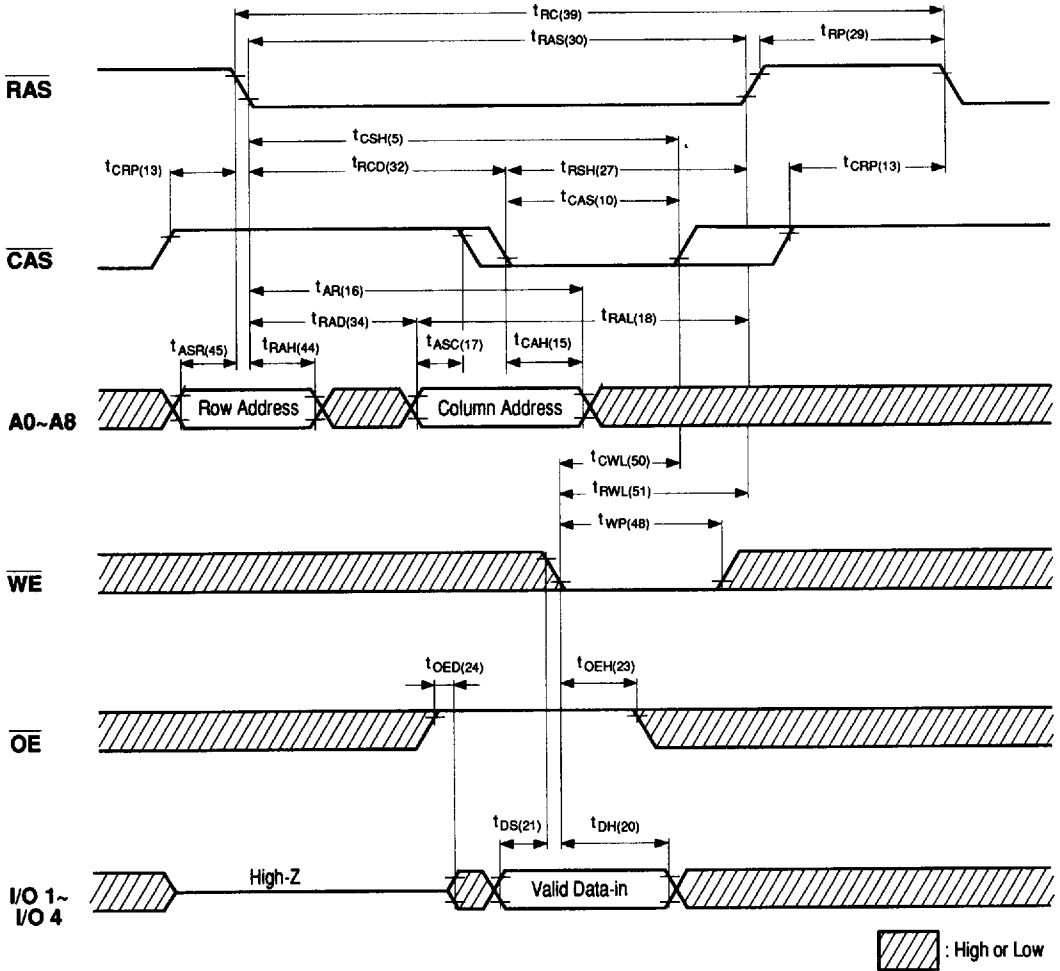 tRC(39)
tRAS(30)
tRP(29)
RAS
tCSH(5)
tCRP(13)
tRCD(32)
tRSH(27)
tCRP(13)
tCAS(10)
CAS
tAR(16)
tRAD(34)
tRAL(18)
tASR(45)
tRAH(44)
tASC(17)
tCAH(15)
A0~A8
Row Address
Column Address
tCWL(50)
tRWL(51)
tWP(48)
WE
tOED(24)
tOEH(23)
OE
tDS(21)
tDH(20)
I/O 1~
I/O 4
High-Z
Valid Data-in
: High or Low